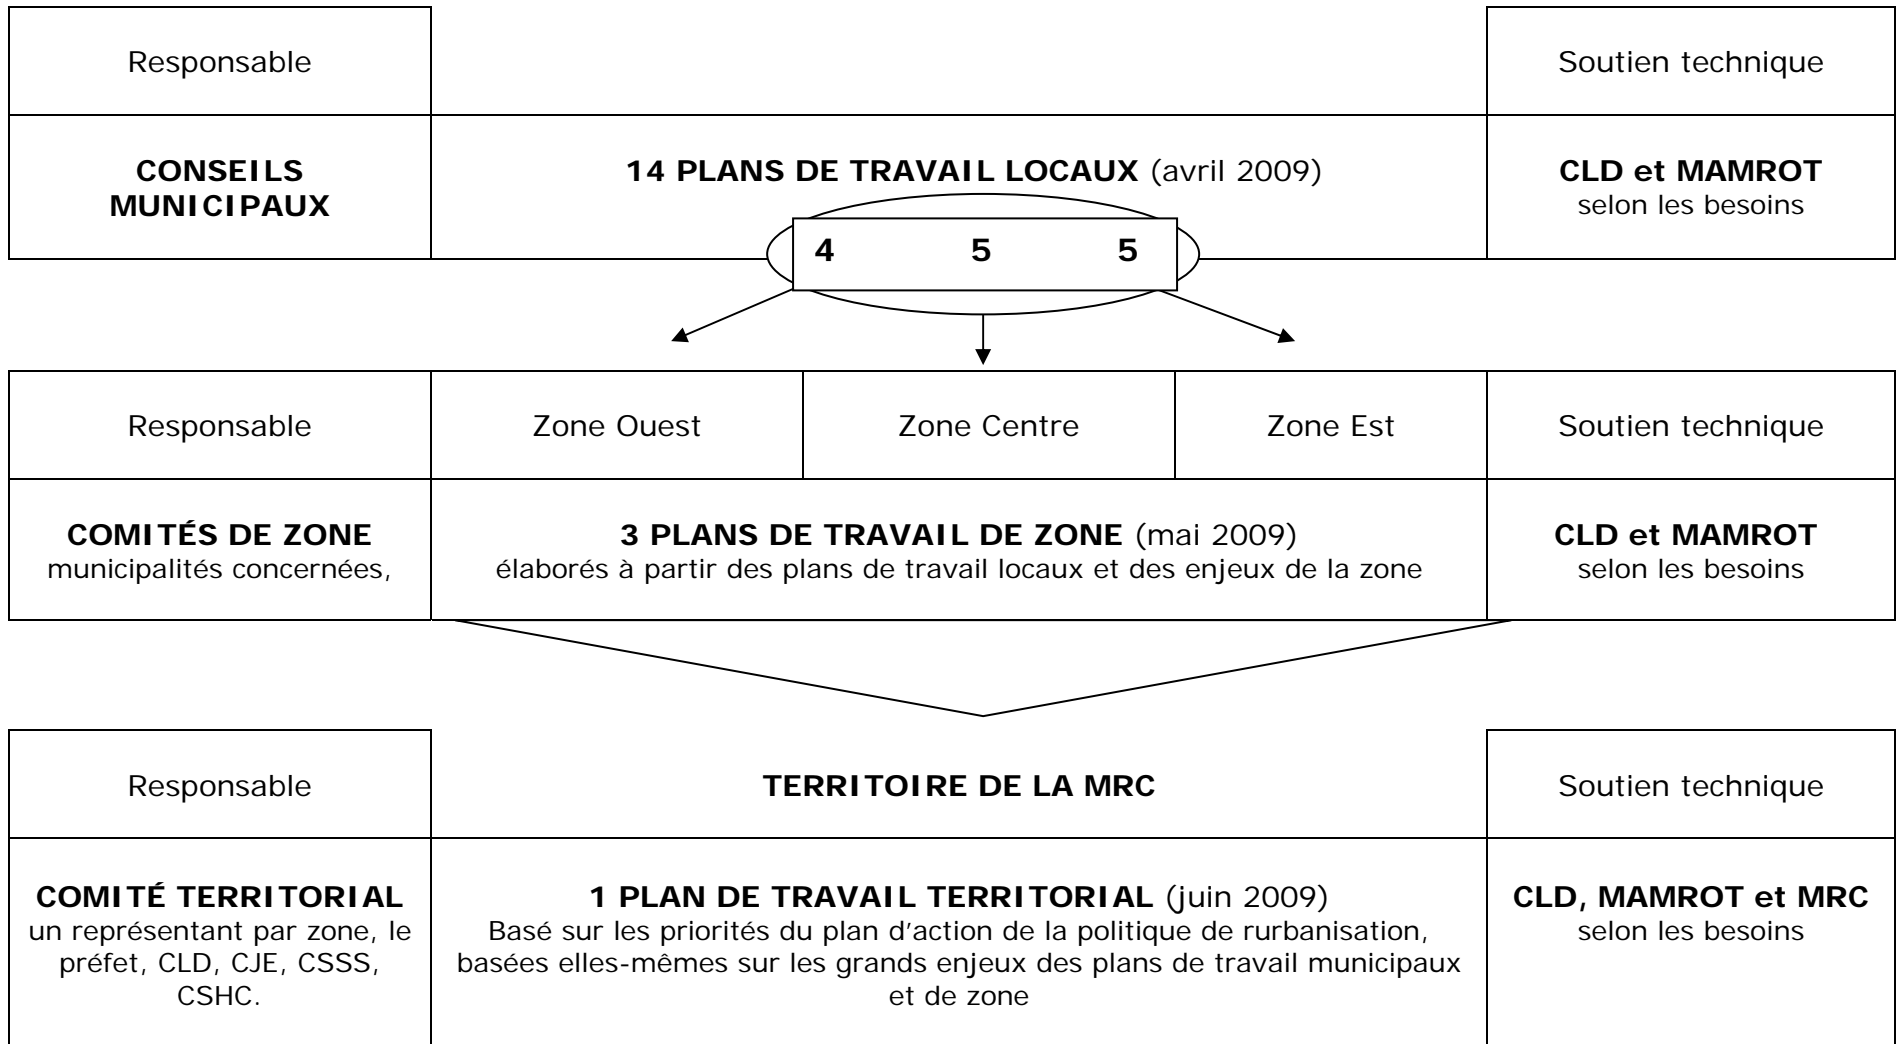 Responsable
Soutien technique
CONSEILS
MUNICIPAUX
14 PLANS DE TRAVAIL LOCAUX (avril 2009)
4 5 5
CLD et MAMROT
selon les besoins
Responsable
Zone Ouest
Zone Centre
Zone Est
Soutien technique
COMITÉS DE ZONE
municipalités concernées,
3 PLANS DE TRAVAIL DE ZONE (mai 2009)
élaborés à partir des plans de travail locaux et des enjeux de la zone
CLD et MAMROT
selon les besoins
Responsable
TERRITOIRE DE LA MRC
Soutien technique
COMITÉ TERRITORIAL
un représentant par zone, le
préfet, CLD, CJE, CSSS,
CSHC.
1 PLAN DE TRAVAIL TERRITORIAL (juin 2009)
Basé sur les priorités du plan d'action de la politique de rurbanisation,
basées elles-mêmes sur les grands enjeux des plans de travail municipaux
et de zone
CLD, MAMROT et MRC
selon les besoins